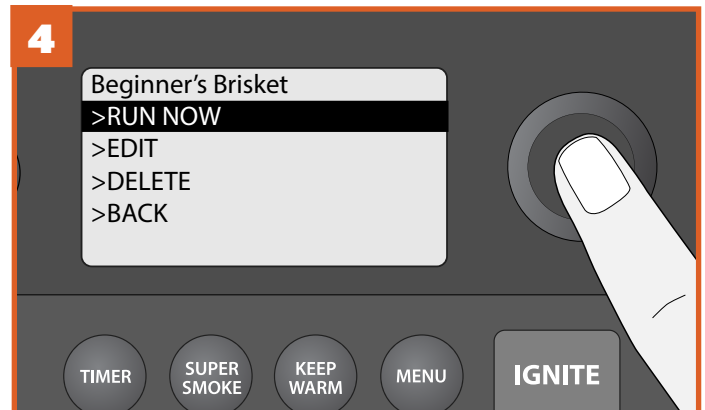 4
Beginner's Brisket
>RUN NOW
>EDIT
>DELETE
>BACK
TIMER
SUPER
SMOKE
KEEP
WARM
MENU
IGNITE